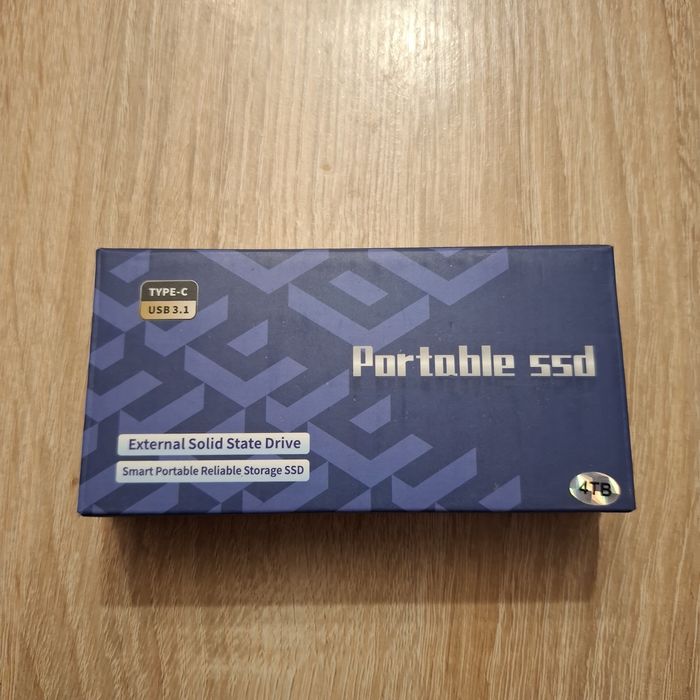 TYPE-C
USB 3.1
Portable ssd
External Solid State Drive
Smart Portable Reliable Storage SSD
4TB